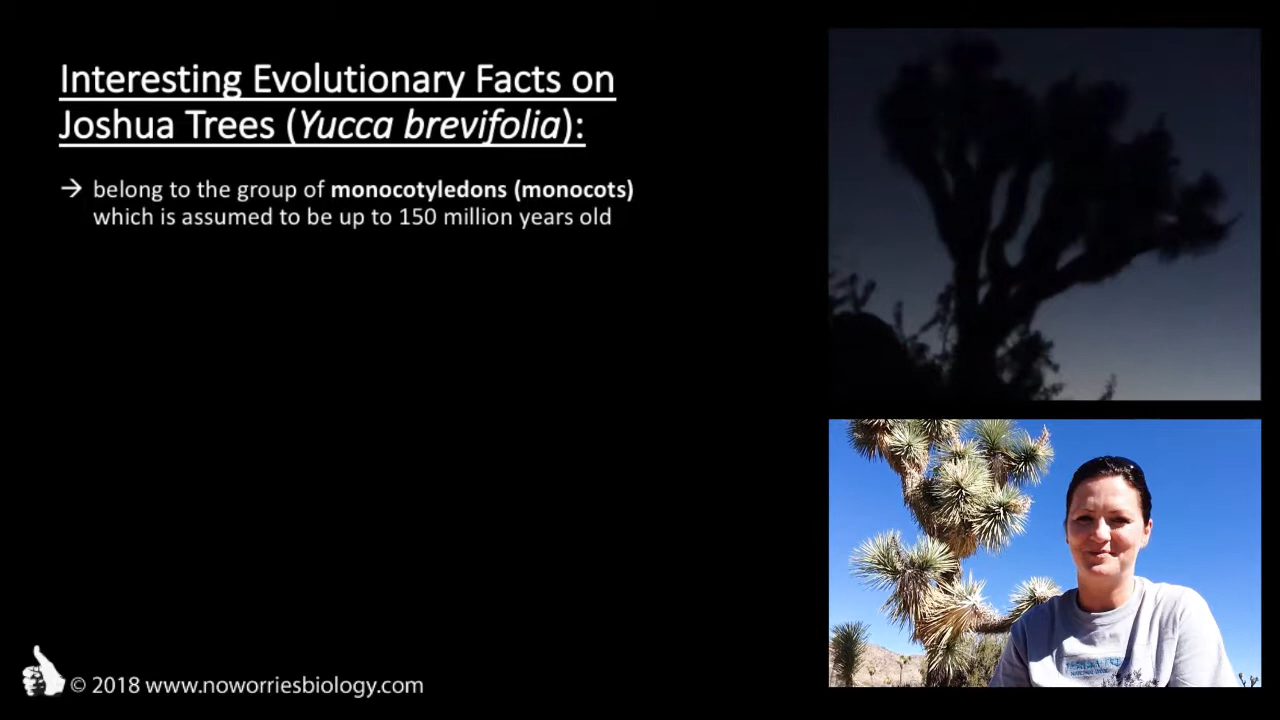 Interesting Evolutionary Facts on
Joshua Trees (Yucca brevifolia):
→ belong to the group of monocotyledons (monocots)
which is assumed to be up to 150 million years old
© 2018 www.noworriesbiology.com